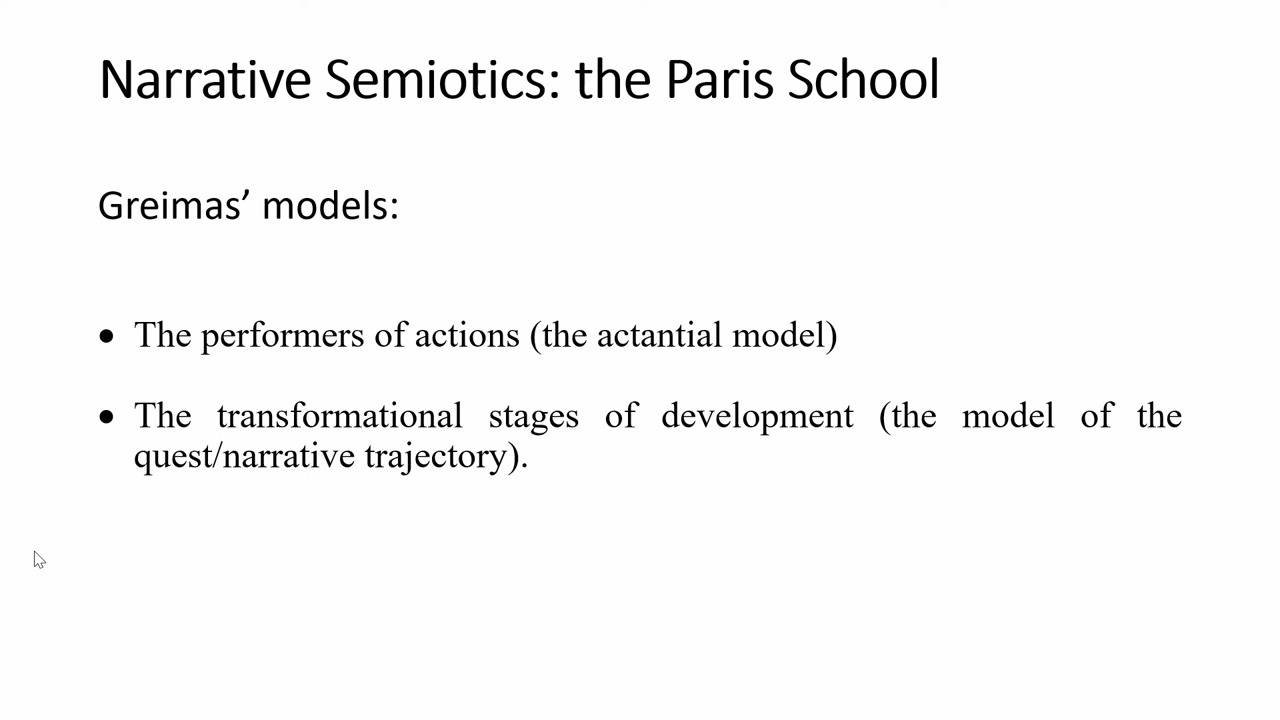 Narrative Semiotics: the Paris School
Greimas’ models:
• The performers of actions (the actantial model)
• The transformational stages of development (the model of the
quest/narrative trajectory).